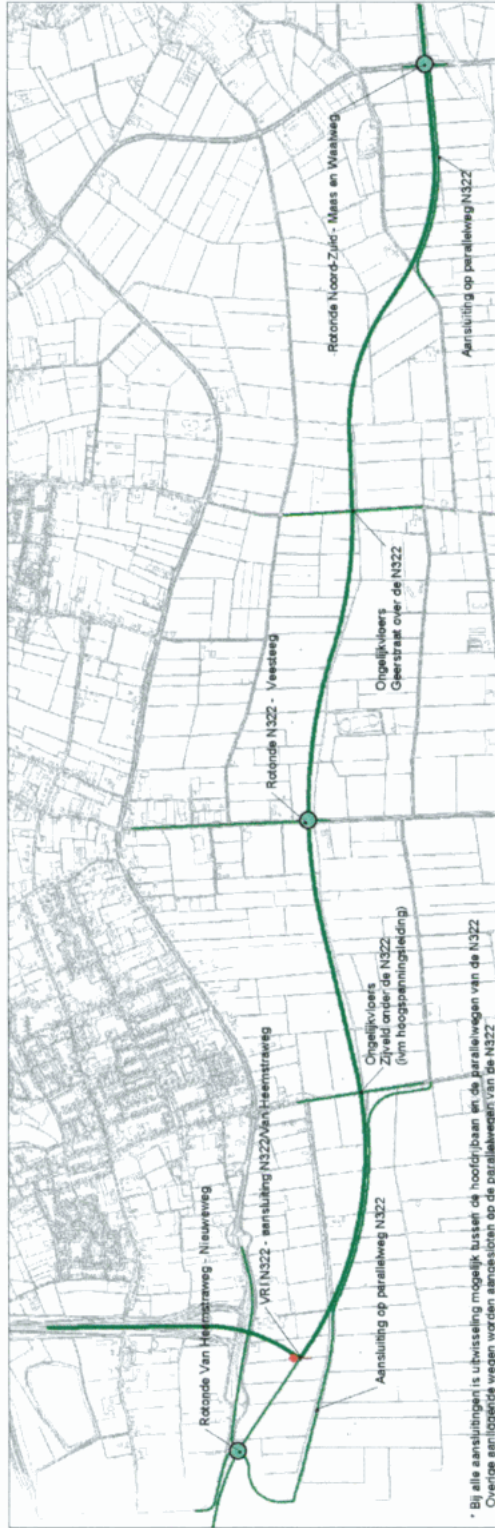 Rotonde Van Heemstraweg - Nieuweweg
VRI N322 - aansluiting N322/Van Heemstraweg
Aansluiting op parallelweg N322
Ongelijkvloers
Zijveld onder de N322
(ivm hoogspanningsleiding)
Rotonde N322 - Veesteeg
Ongelijkvloers
Geerstraat over de N322
Rotonde Noord-Zuid - Maas en Waalweg
Aansluiting op parallelweg N322
* Bij alle aansluitingen is uitwisseling mogelijk tussen de hoofdrijbaan en de parallelwegen van de N322
Overige aanliggende wegen worden aangesloten op de parallelwegen van de N322